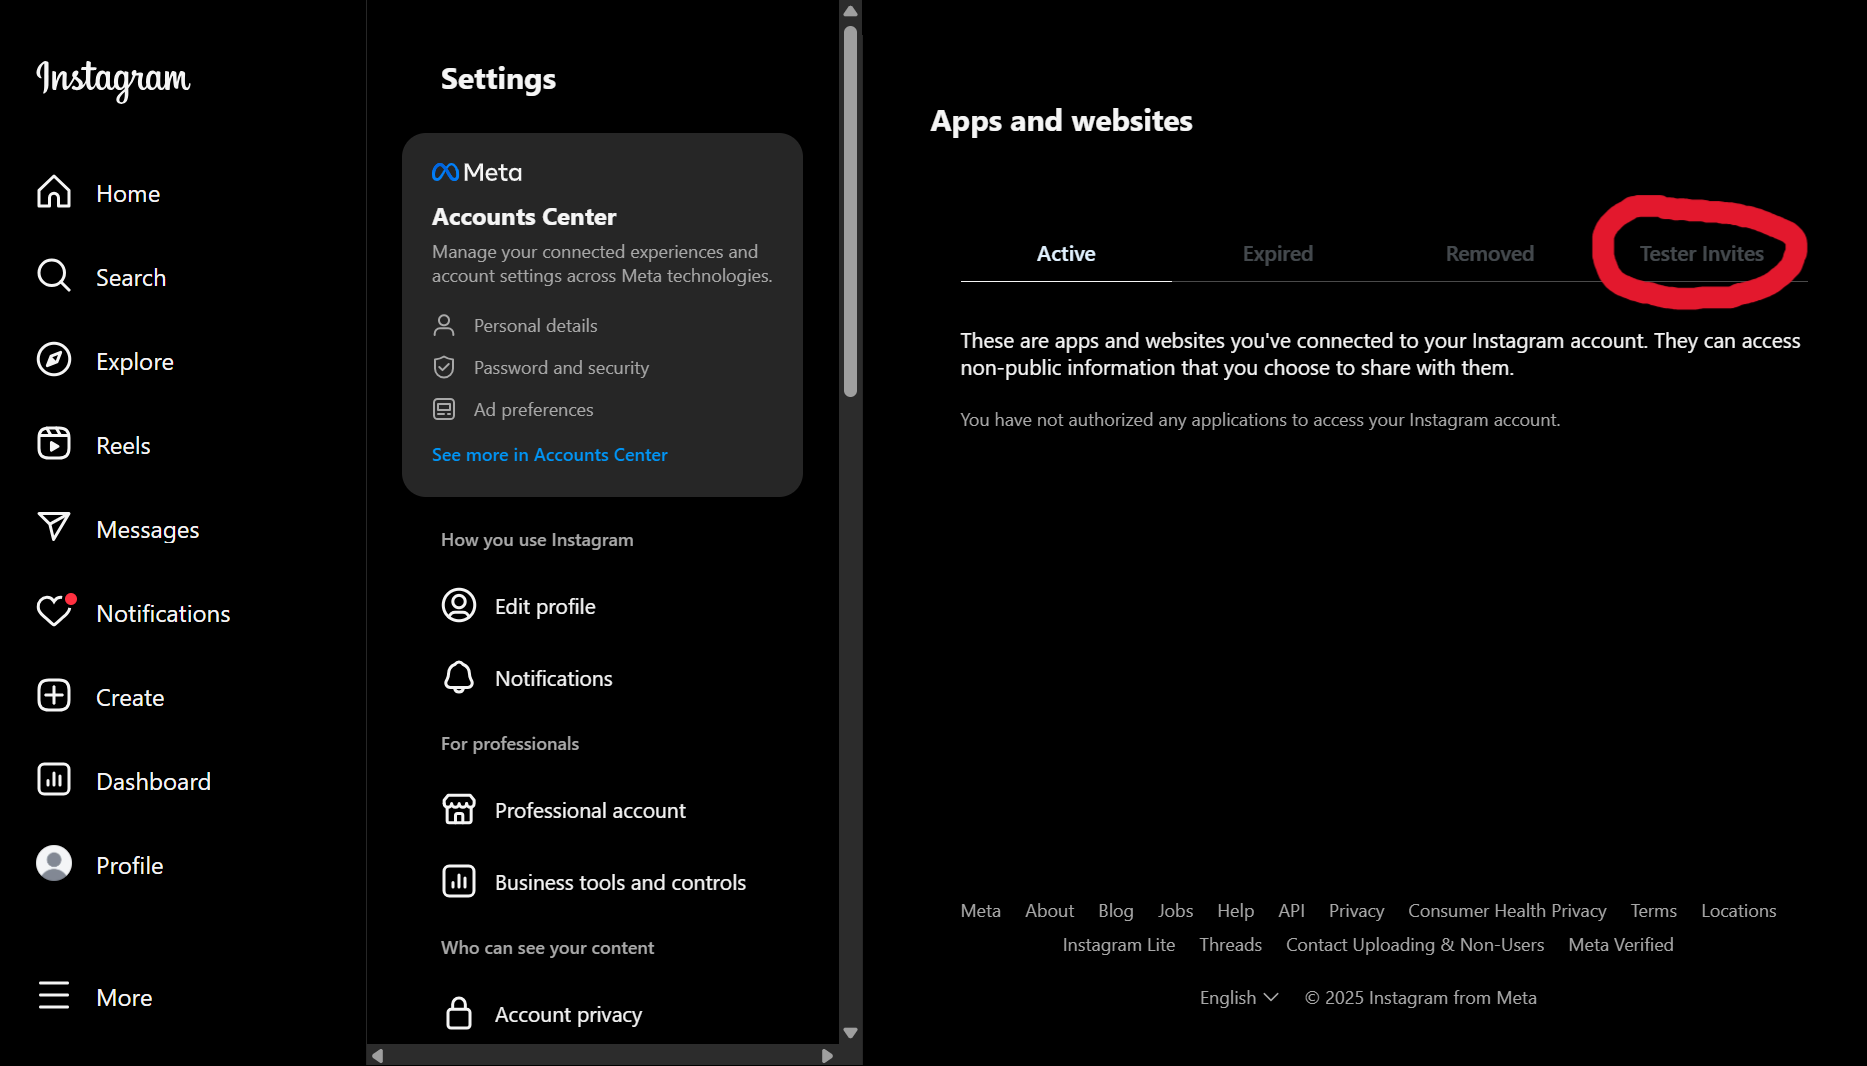 Instagram
Home
Search
Explore
Reels
Messages
Notifications
Create
Dashboard
Profile
More
Settings
Meta
Accounts Center
Manage your connected experiences and
account settings across Meta technologies.
Personal details
Password and security
Ad preferences
See more in Accounts Center
How you use Instagram
Edit profile
Notifications
For professionals
Professional account
Business tools and controls
Who can see your content
Account privacy
Apps and websites
Active Expired Removed Tester Invites
These are apps and websites you've connected to your Instagram account. They can access
non-public information that you choose to share with them.
You have not authorized any applications to access your Instagram account.
Meta About Blog Jobs Help API Privacy Consumer Health Privacy Terms Locations
Instagram Lite Threads Contact Uploading & Non-Users Meta Verified
English © 2025 Instagram from Meta